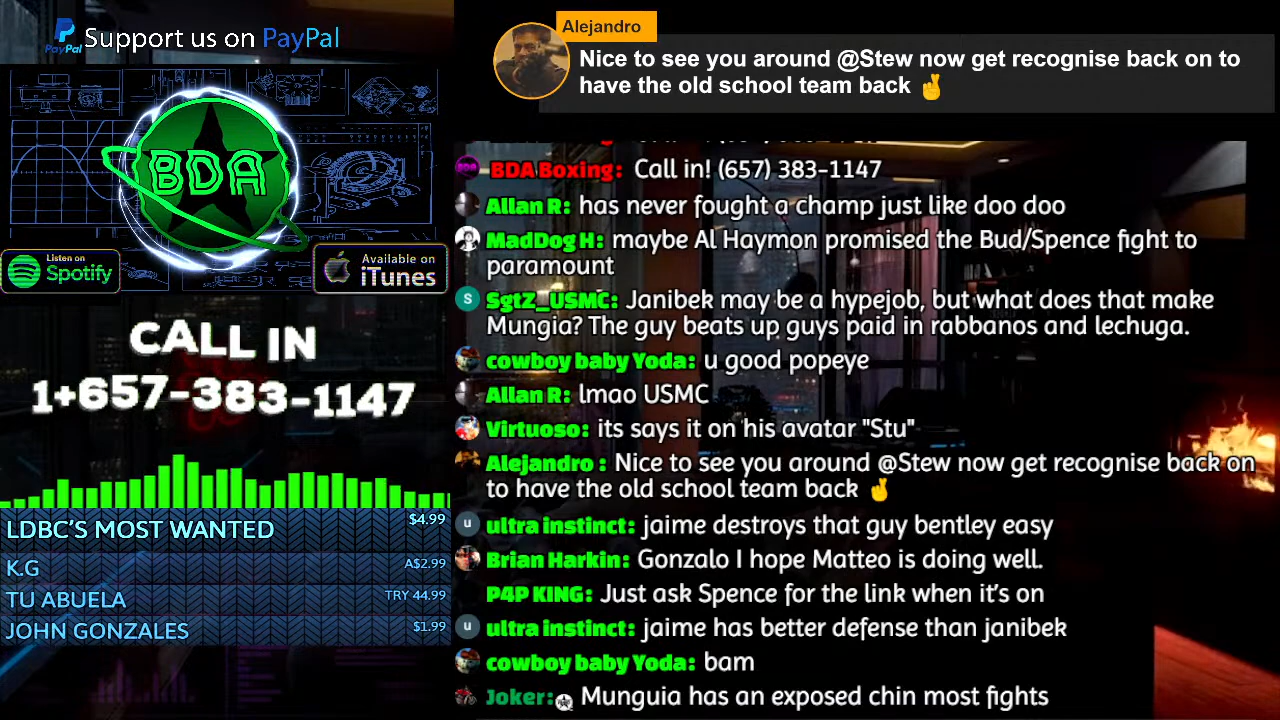 PayPal
Support us on PayPal
BDA
Listen on
Spotify
Available on
iTunes
CALL IN
1+657-383-1147
LDBC'S MOST WANTED $4.99
K.G A$2.99
TU ABUELA TRY 44.99
JOHN GONZALES $1.99
Alejandro
Nice to see you around @Stew now get recognise back on to
have the old school team back 🤞
BDA Boxing: Call in! (657) 383-1147
Allan R: has never fought a champ just like doo doo
MadDog H: maybe Al Haymon promised the Bud/Spence fight to
paramount
S SgtZ_USMC: Janibek may be a hypejob, but what does that make
Mungia? The guy beats up guys paid in rabbanos and lechuga.
cowboy baby Yoda: u good popeye
Allan R: lmao USMC
Virtuoso: its says it on his avatar "Stu"
Alejandro : Nice to see you around @Stew now get recognise back on
to have the old school team back 🤞
u ultra instinct: jaime destroys that guy bentley easy
Brian Harkin: Gonzalo I hope Matteo is doing well.
P4P KING: Just ask Spence for the link when it's on
u ultra instinct: jaime has better defense than janibek
cowboy baby Yoda: bam
Joker: Munguia has an exposed chin most fights